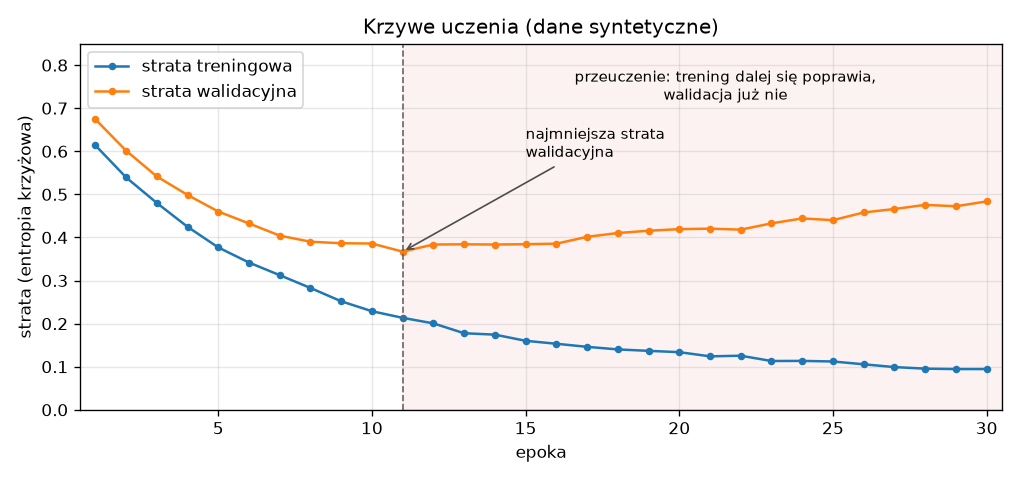 Krzywe uczenia (dane syntetyczne)
strata treningowa
strata walidacyjna
przeuczenie: trening dalej się poprawia,
walidacja już nie
najmniejsza strata
walidacyjna
strata (entropia krzyżowa)
0.8
0.7
0.6
0.5
0.4
0.3
0.2
0.1
0.0
5
10
15
20
25
30
epoka